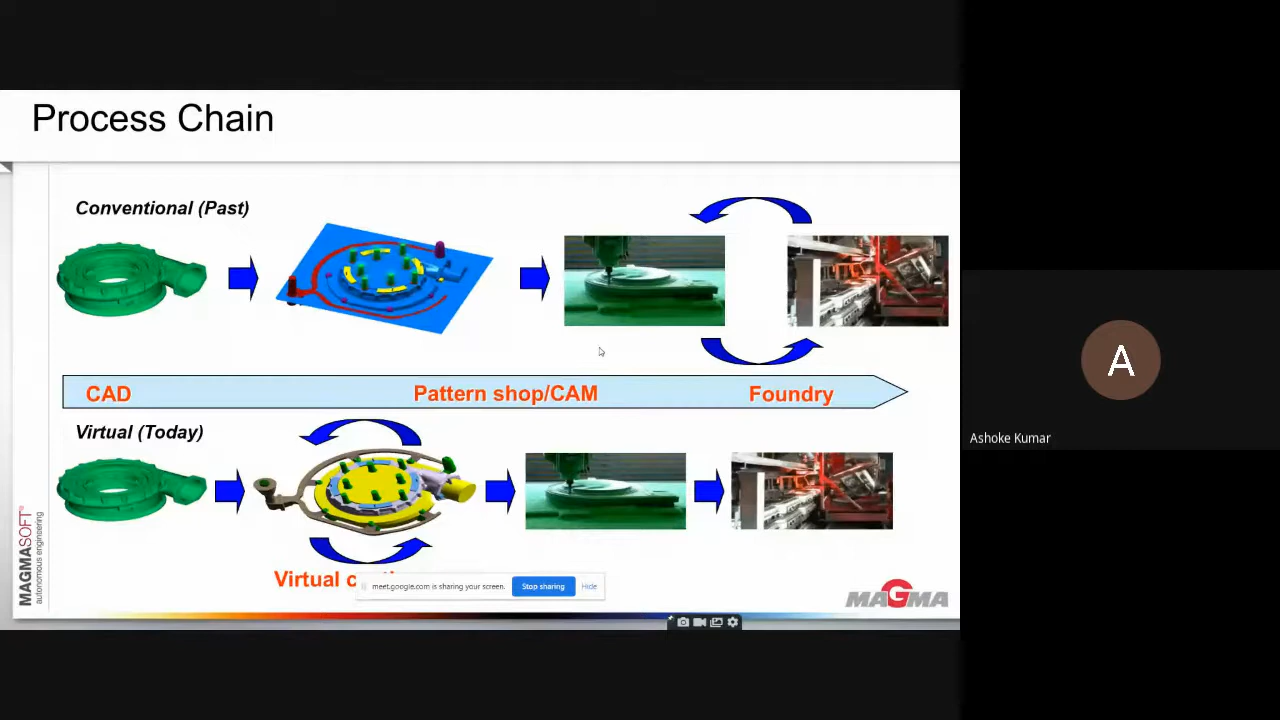 Process Chain
Conventional (Past)
CAD
Pattern shop/CAM
Foundry
Virtual (Today)
Virtual
meet.google.com is sharing your screen.
Stop sharing
Hide
MAGMASOFT®
autonomous engineering
MAGMA
A
Ashoke Kumar